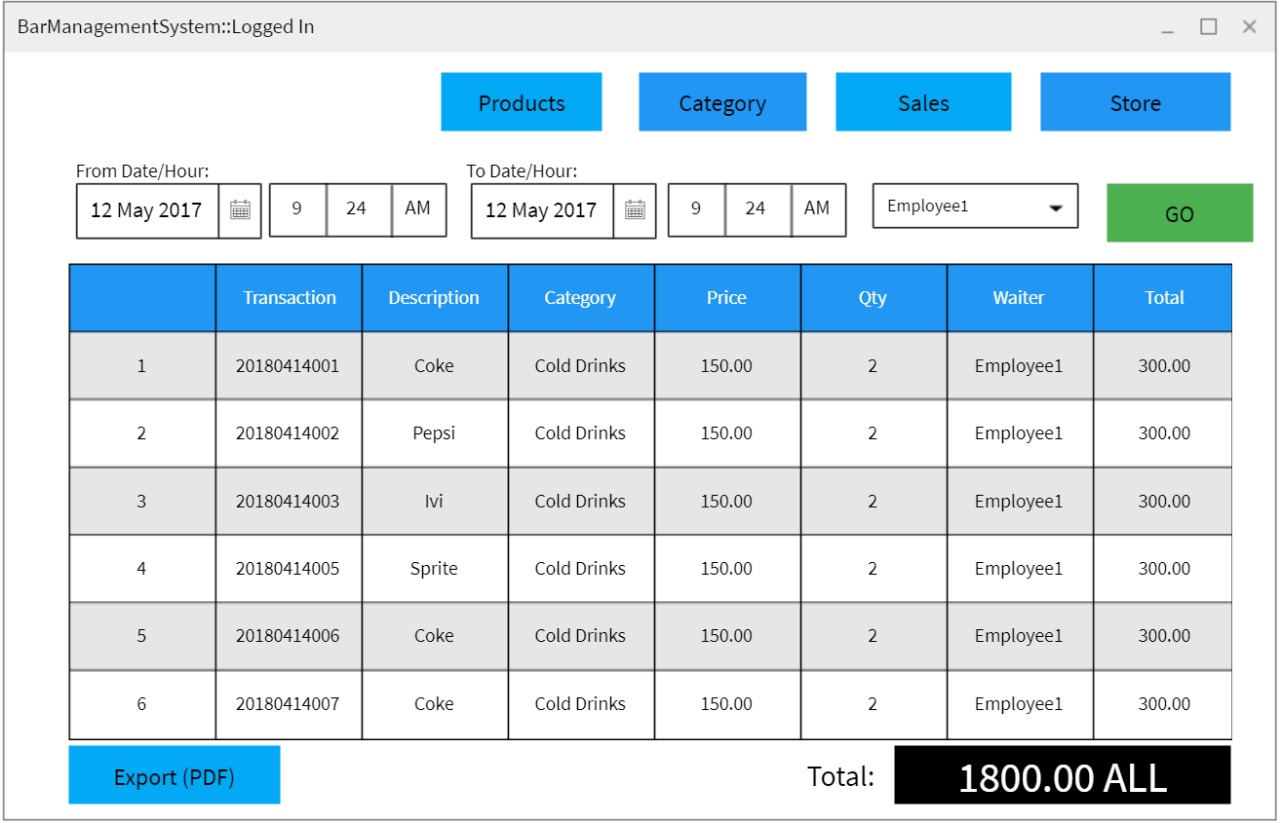 BarManagementSystem::Logged In
Products Category Sales Store
From Date/Hour: To Date/Hour:
12 May 2017 9 24 AM 12 May 2017 9 24 AM Employee1 GO
Transaction Description Category Price Qty Waiter Total
1 20180414001 Coke Cold Drinks 150.00 2 Employee1 300.00
2 20180414002 Pepsi Cold Drinks 150.00 2 Employee1 300.00
3 20180414003 Ivi Cold Drinks 150.00 2 Employee1 300.00
4 20180414005 Sprite Cold Drinks 150.00 2 Employee1 300.00
5 20180414006 Coke Cold Drinks 150.00 2 Employee1 300.00
6 20180414007 Coke Cold Drinks 150.00 2 Employee1 300.00
Export (PDF) Total: 1800.00 ALL